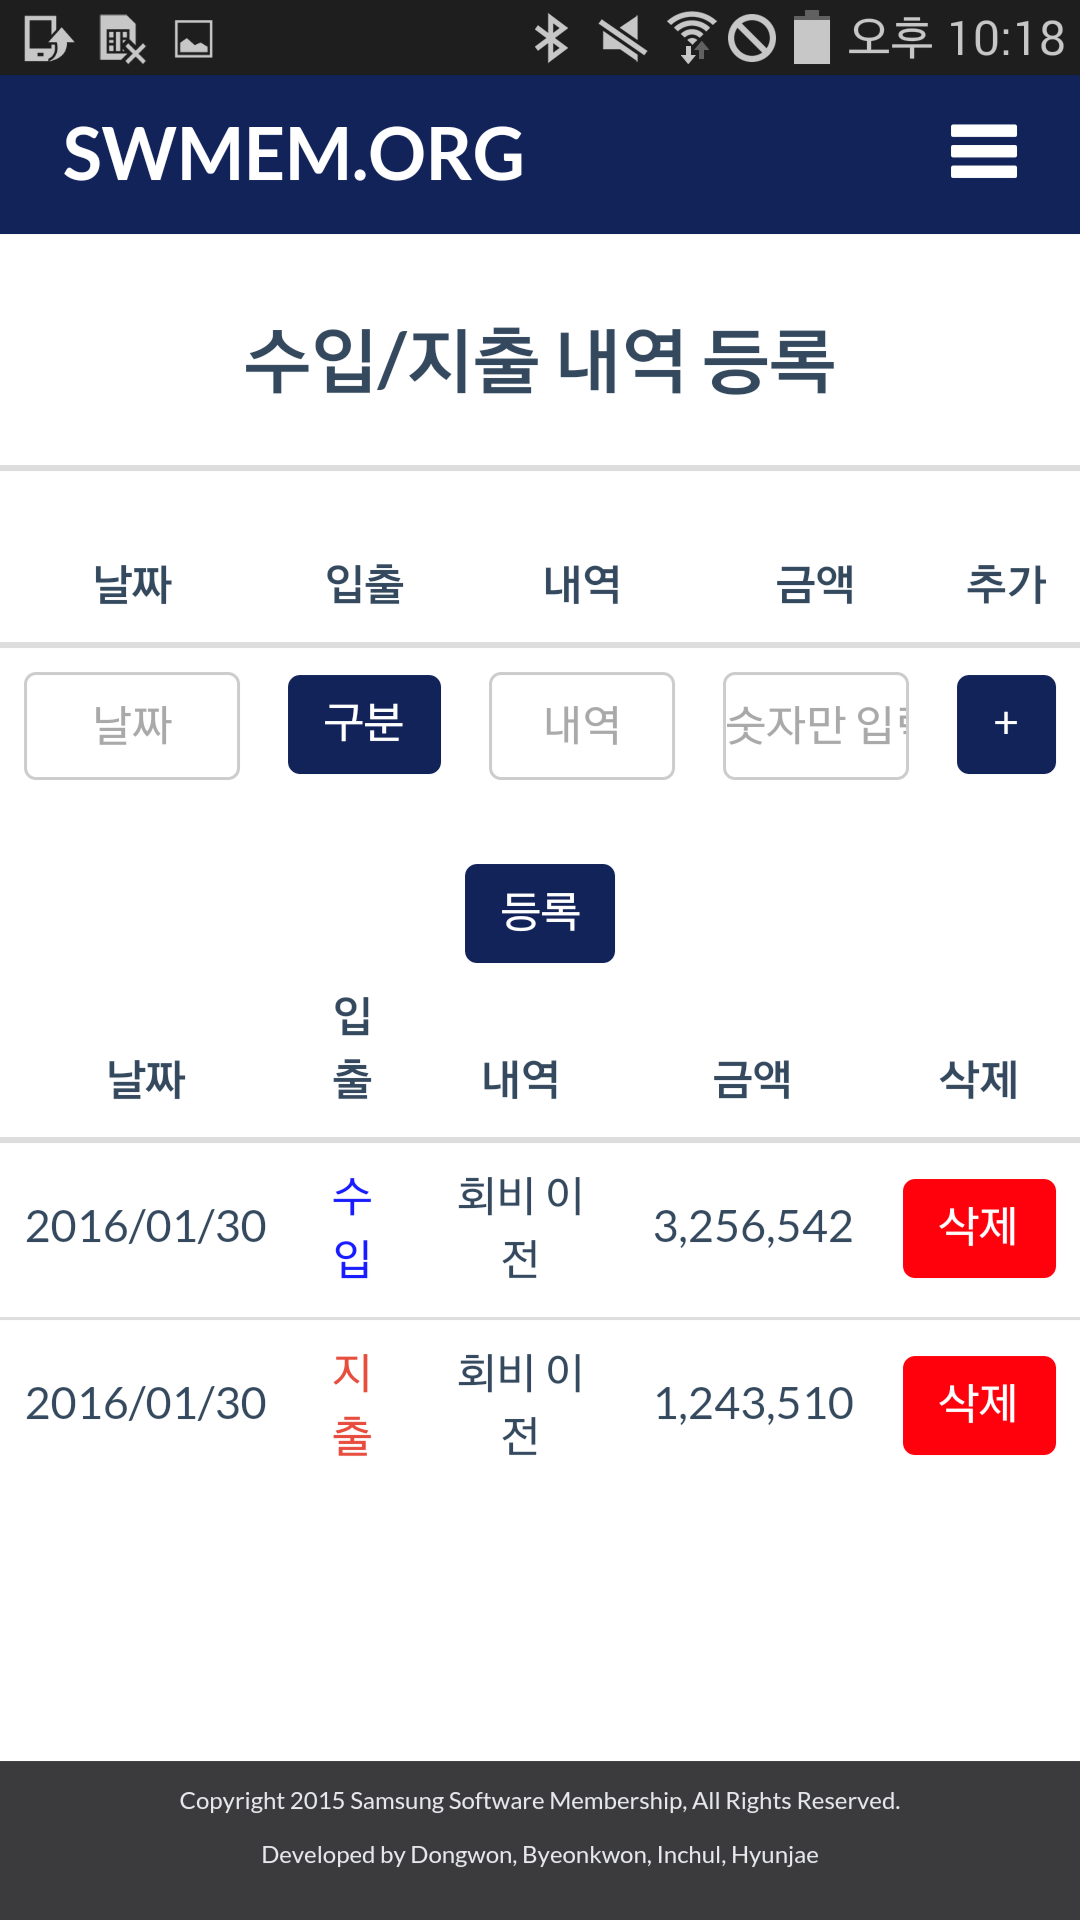 오후 10:18
SWMEM.ORG
수입/지출 내역 등록
날짜 입출 내역 금액 추가
날짜 구분 내역 숫자만 입 +
등록
날짜 입출 내역 금액 삭제
2016/01/30 수입 회비 이전 3,256,542 삭제
2016/01/30 지출 회비 이전 1,243,510 삭제
Copyright 2015 Samsung Software Membership, All Rights Reserved.
Developed by Dongwon, Byeonkwon, Inchul, Hyunjae